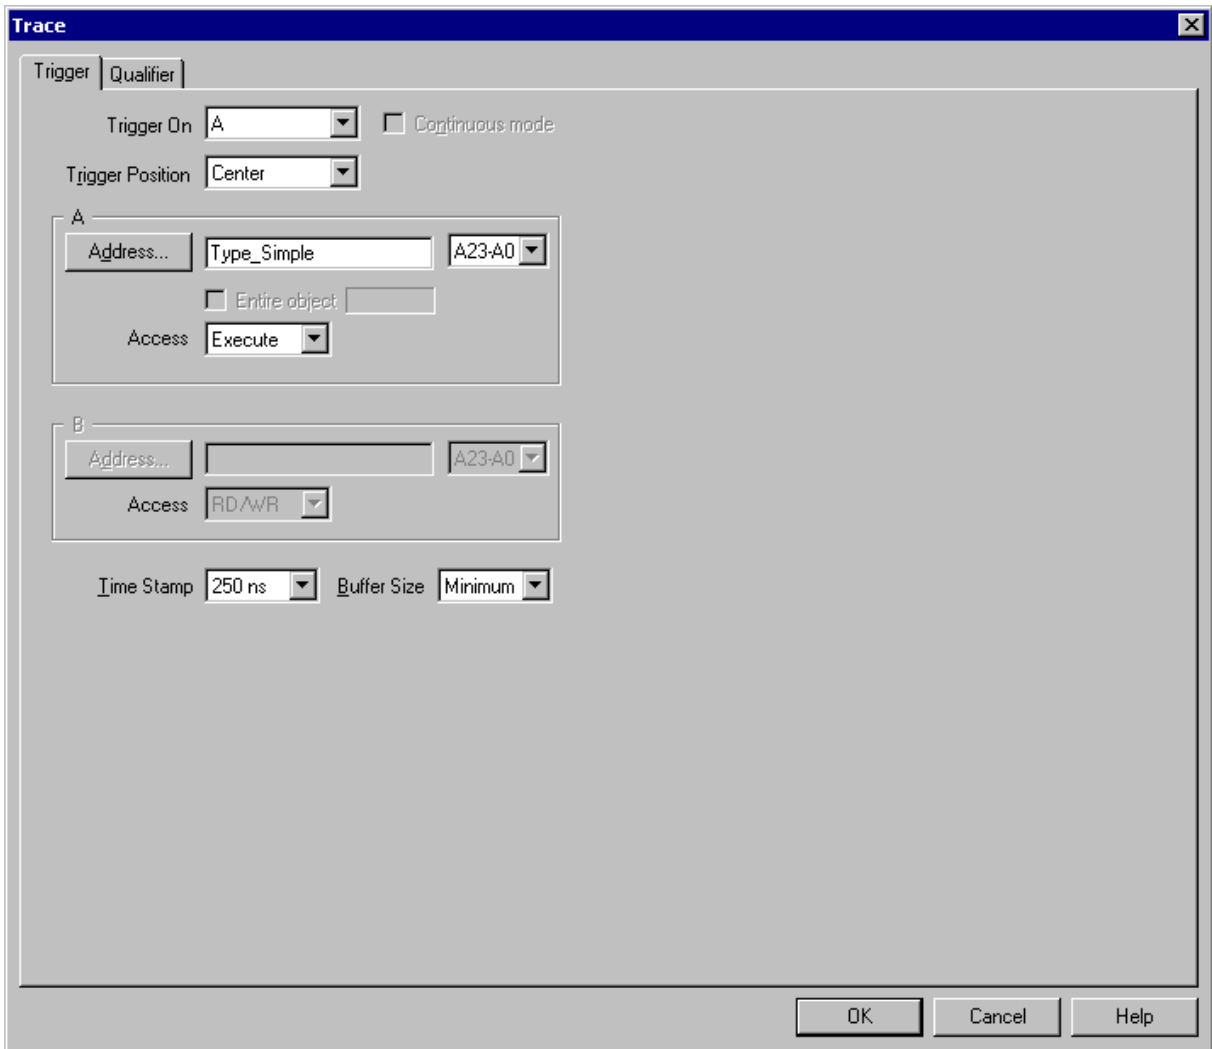 Trace
Trigger Qualifier
Trigger On A Continuous mode
Trigger Position Center
A
Address... Type_Simple A23-A0
Entire object
Access Execute
B
Address... A23-A0
Access RD/WR
Time Stamp 250 ns Buffer Size Minimum
OK Cancel Help